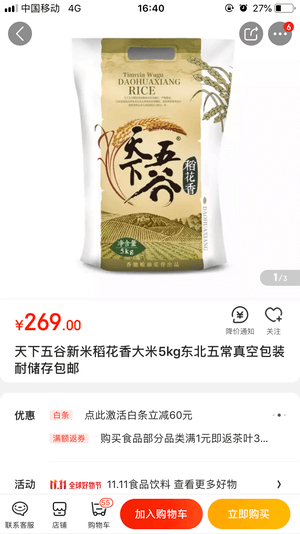 中国移动 4G 16:40 27%
6
Tianxia Wugu
DAOHUAXIANG
RICE
天下五谷
稻花香
DAOHUAXIANG
净含量
5kg
1/3
¥269.00
降价通知 关注
天下五谷新米稻花香大米5kg东北五常真空包装
耐储存包邮
优惠 白条 点此激活白条立减60元
满额返券 购买食品部分品类满1元即返茶叶3...
活动 11.11 全球好物节 11.11食品饮料 查看更多好物
55
联系客服 店铺 购物车 加入购物车 立即购买